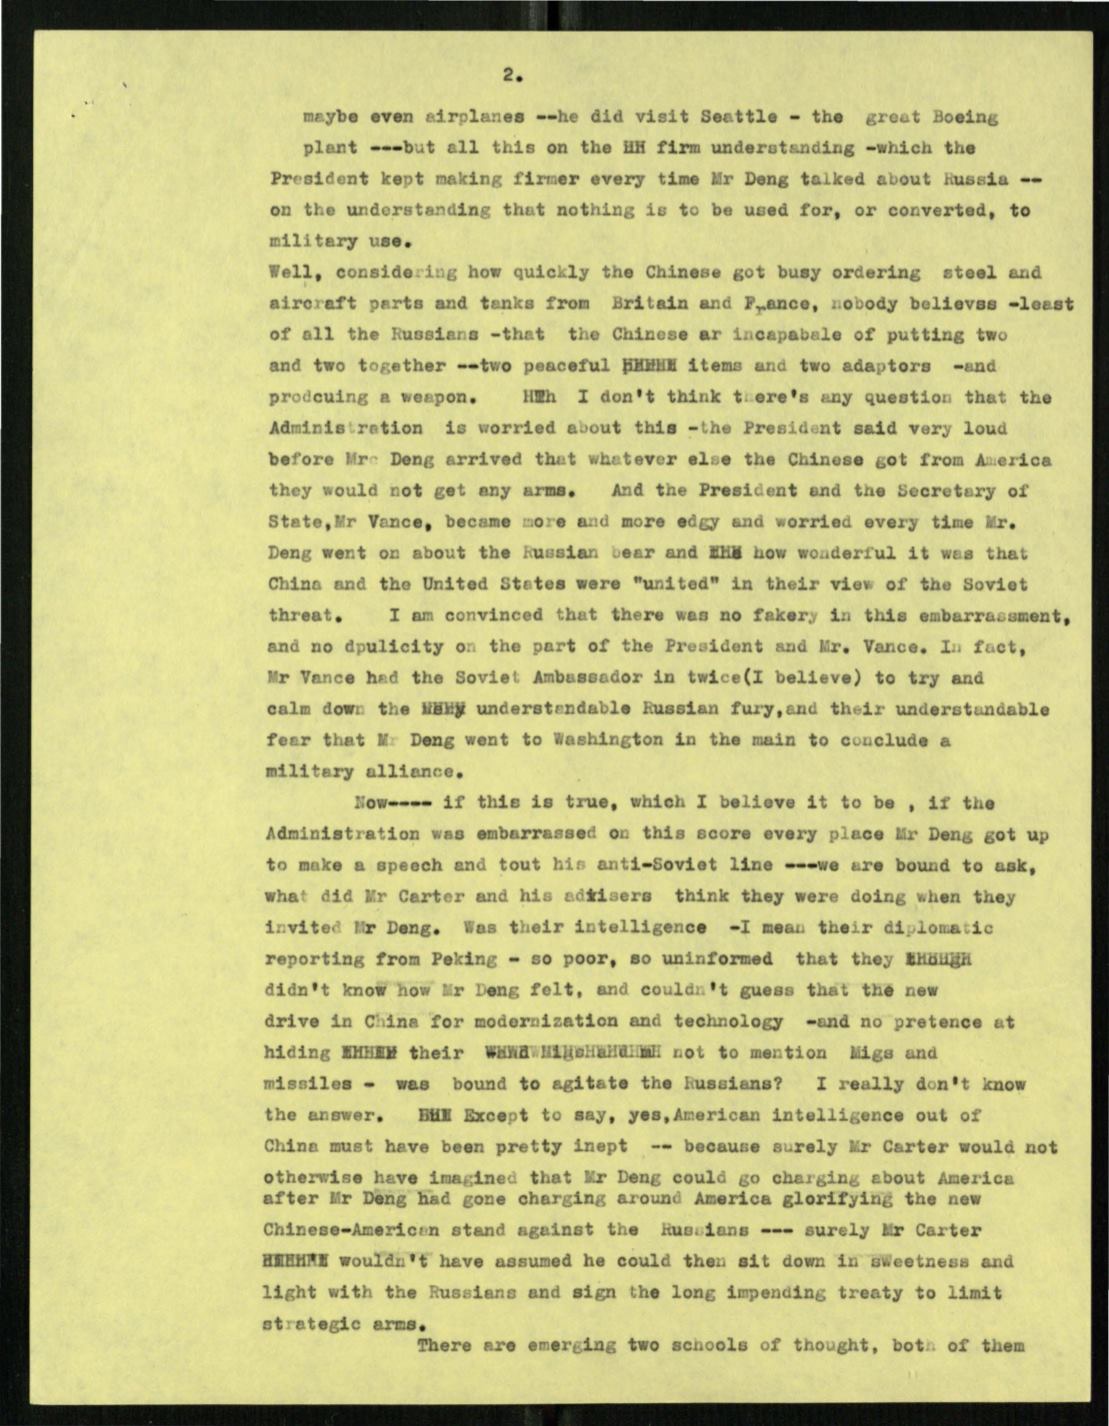 2.
maybe even airplanes --he did visit Seattle - the great Boeing
plant ---but all this on the firm understanding -which the
President kept making firmer every time Mr Deng talked about Russia --
on the understanding that nothing is to be used for, or converted, to
military use.
Well, considering how quickly the Chinese got busy ordering steel and
aircraft parts and tanks from Britain and France, nobody believss -least
of all the Russians -that the Chinese ar incapabale of putting two
and two together --two peaceful items and two adaptors -and
prodcuing a weapon. I don't think there's any question that the
Administration is worried about this -the President said very loud
before Mr Deng arrived that whatever else the Chinese got from America
they would not get any arms. And the President and the Secretary of
State,Mr Vance, became more and more edgy and worried every time Mr.
Deng went on about the Russian bear and how wonderful it was that
China and the United States were "united" in their view of the Soviet
threat. I am convinced that there was no fakery in this embarrassment,
and no dpulicity on the part of the President and Mr. Vance. In fact,
Mr Vance had the Soviet Ambassador in twice(I believe) to try and
calm down the understandable Russian fury,and their understandable
fear that Mr Deng went to Washington in the main to conclude a
military alliance.
Now---- if this is true, which I believe it to be , if the
Administration was embarrassed on this score every place Mr Deng got up
to make a speech and tout his anti-Soviet line ---we are bound to ask,
what did Mr Carter and his advisers think they were doing when they
invited Mr Deng. Was their intelligence -I mean their diplomatic
reporting from Peking - so poor, so uninformed that they
didn't know how Mr Deng felt, and couldn't guess that the new
drive in China for modernization and technology -and no pretence at
hiding their not to mention Migs and
missiles - was bound to agitate the Russians? I really don't know
the answer. Except to say, yes,American intelligence out of
China must have been pretty inept -- because surely Mr Carter would not
otherwise have imagined that Mr Deng could go charging about America
after Mr Deng had gone charging around America glorifying the new
Chinese-American stand against the Russians --- surely Mr Carter
wouldn't have assumed he could then sit down in sweetness and
light with the Russians and sign the long impending treaty to limit
strategic arms.
There are emerging two schools of thought, both of them